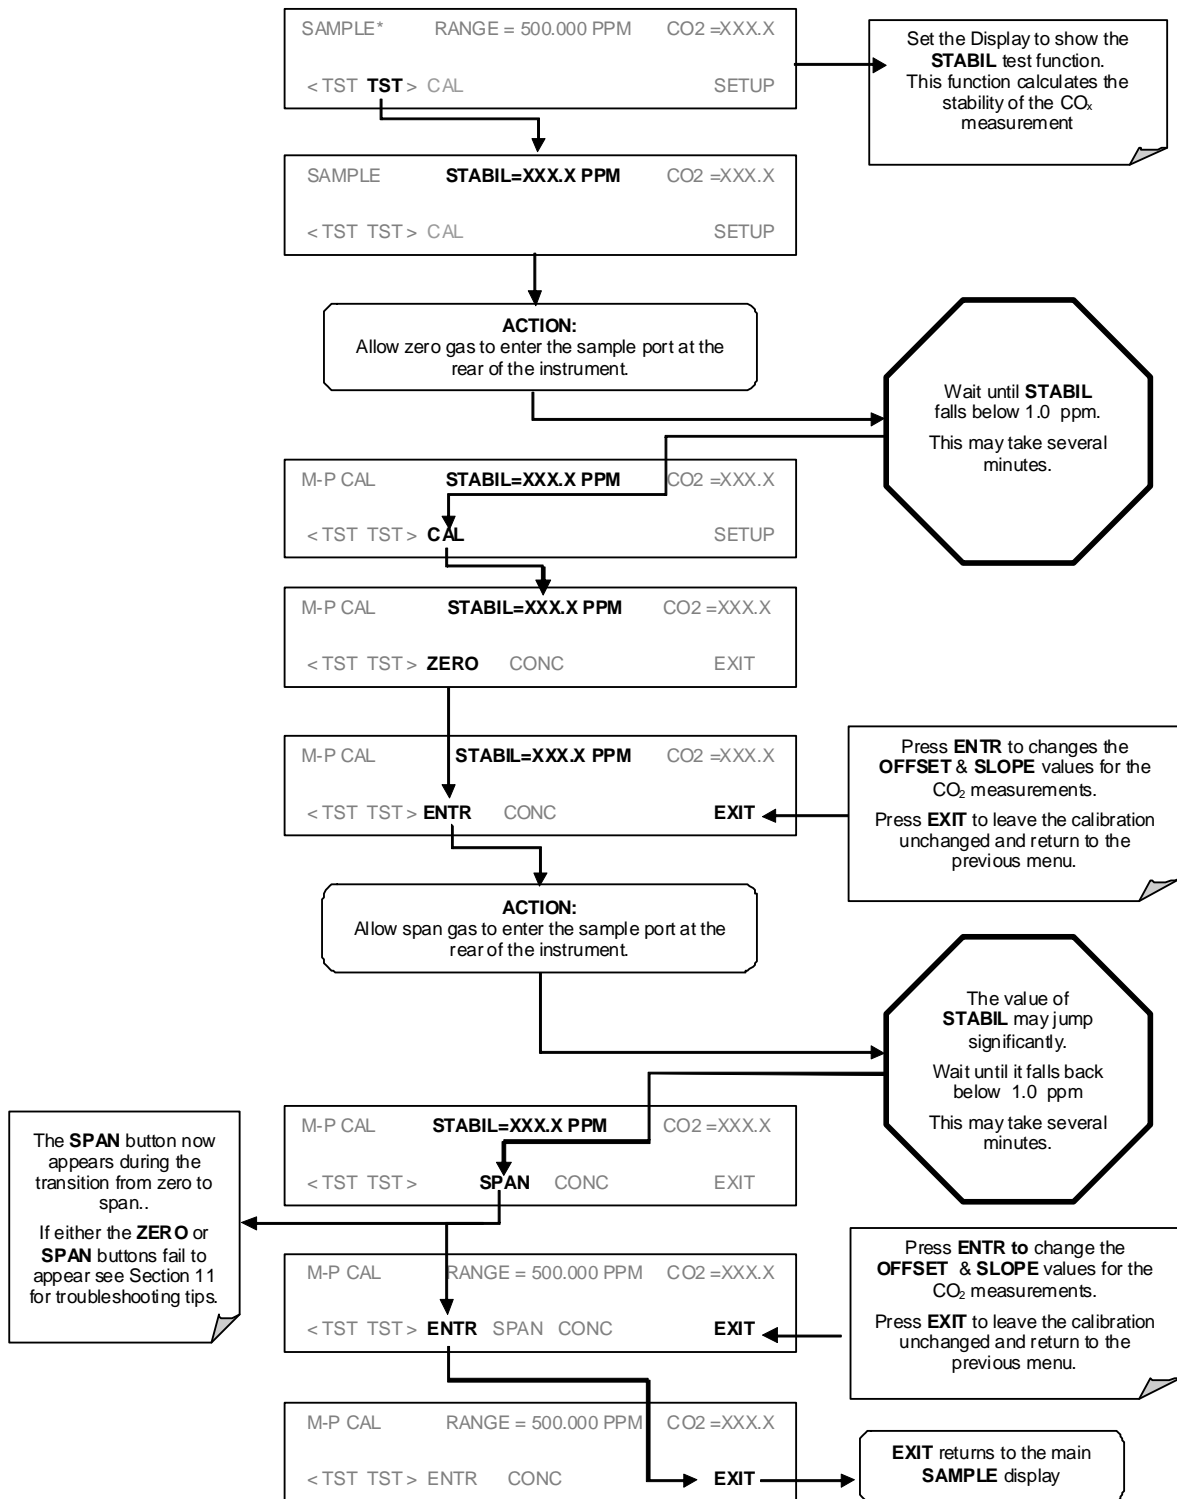 SAMPLE* RANGE = 500.000 PPM CO2 =XXX.X
< TST TST > CAL SETUP
Set the Display to show the
STABIL test function.
This function calculates the
stability of the COx
measurement
SAMPLE STABIL=XXX.X PPM CO2 =XXX.X
< TST TST > CAL SETUP
ACTION:
Allow zero gas to enter the sample port at the
rear of the instrument.
Wait until STABIL
falls below 1.0 ppm.
This may take several
minutes.
M-P CAL STABIL=XXX.X PPM CO2 =XXX.X
< TST TST > CAL SETUP
M-P CAL STABIL=XXX.X PPM CO2 =XXX.X
< TST TST > ZERO CONC EXIT
M-P CAL STABIL=XXX.X PPM CO2 =XXX.X
< TST TST > ENTR CONC EXIT
Press ENTR to changes the
OFFSET & SLOPE values for the
CO2 measurements.
Press EXIT to leave the calibration
unchanged and return to the
previous menu.
ACTION:
Allow span gas to enter the sample port at the
rear of the instrument.
The value of
STABIL may jump
significantly.
Wait until it falls back
below 1.0 ppm
This may take several
minutes.
M-P CAL STABIL=XXX.X PPM CO2 =XXX.X
< TST TST > SPAN CONC EXIT
The SPAN button now
appears during the
transition from zero to
span..
If either the ZERO or
SPAN buttons fail to
appear see Section 11
for troubleshooting tips.
M-P CAL RANGE = 500.000 PPM CO2 =XXX.X
< TST TST > ENTR SPAN CONC EXIT
Press ENTR to change the
OFFSET & SLOPE values for the
CO2 measurements.
Press EXIT to leave the calibration
unchanged and return to the
previous menu.
M-P CAL RANGE = 500.000 PPM CO2 =XXX.X
< TST TST > ENTR CONC EXIT
EXIT returns to the main
SAMPLE display